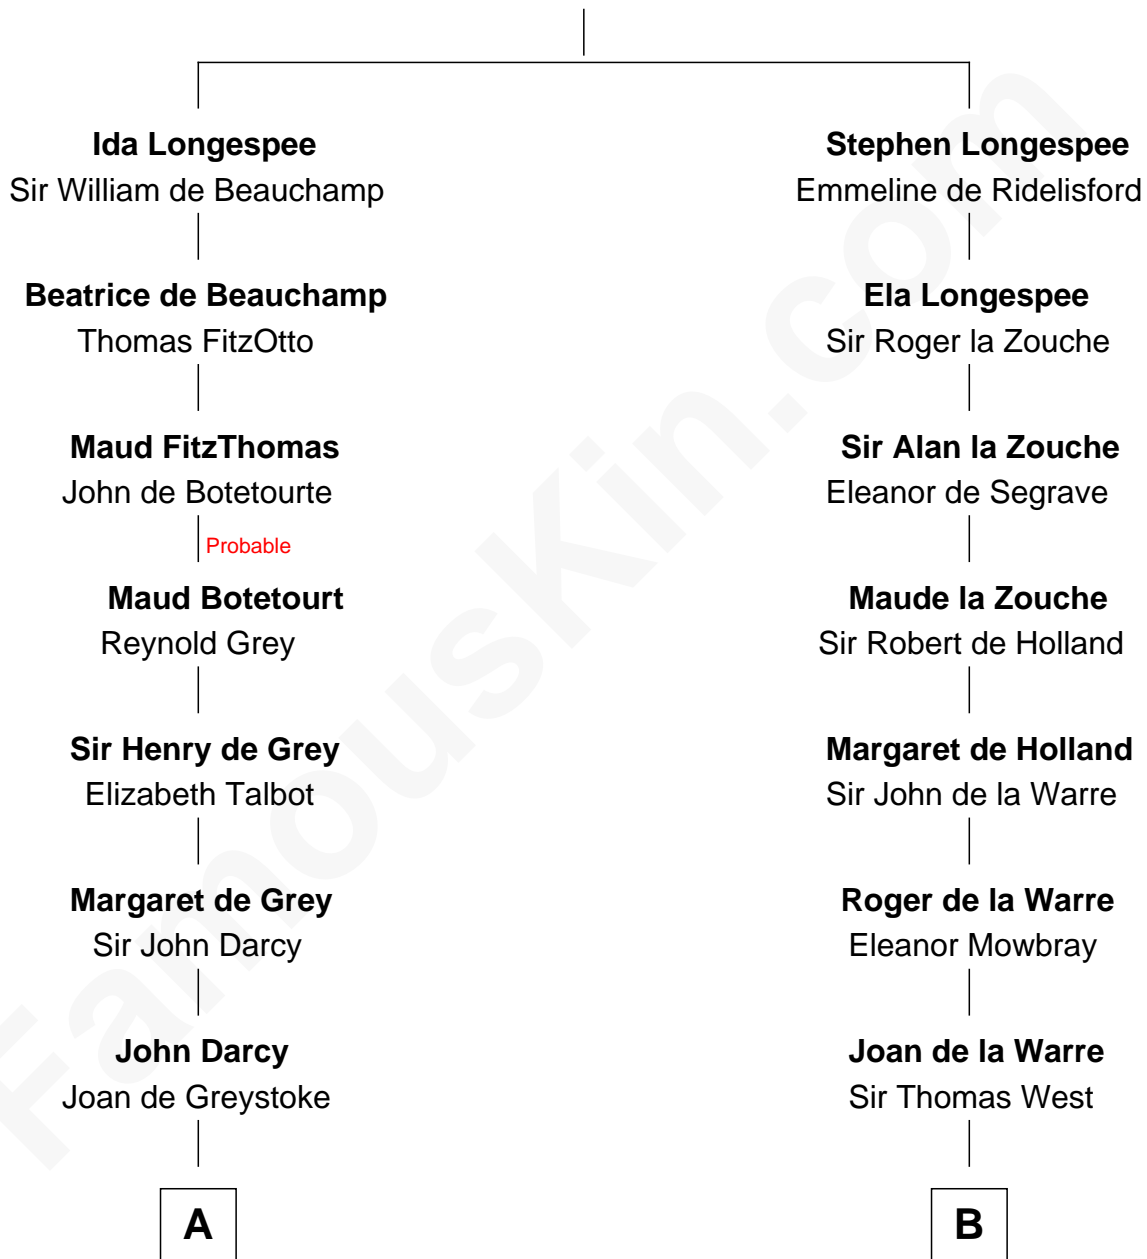 Ida Longespee
Sir William de Beauchamp
Beatrice de Beauchamp
Thomas FitzOtto
Maud FitzThomas
John de Botetourte
Probable
Maud Botetourt
Reynold Grey
Sir Henry de Grey
Elizabeth Talbot
Margaret de Grey
Sir John Darcy
John Darcy
Joan de Greystoke
A
Stephen Longespee
Emmeline de Ridelisford
Ela Longespee
Sir Roger la Zouche
Sir Alan la Zouche
Eleanor de Segrave
Maude la Zouche
Sir Robert de Holland
Margaret de Holland
Sir John de la Warre
Roger de la Warre
Eleanor Mowbray
Joan de la Warre
Sir Thomas West
B
FamousKin.com